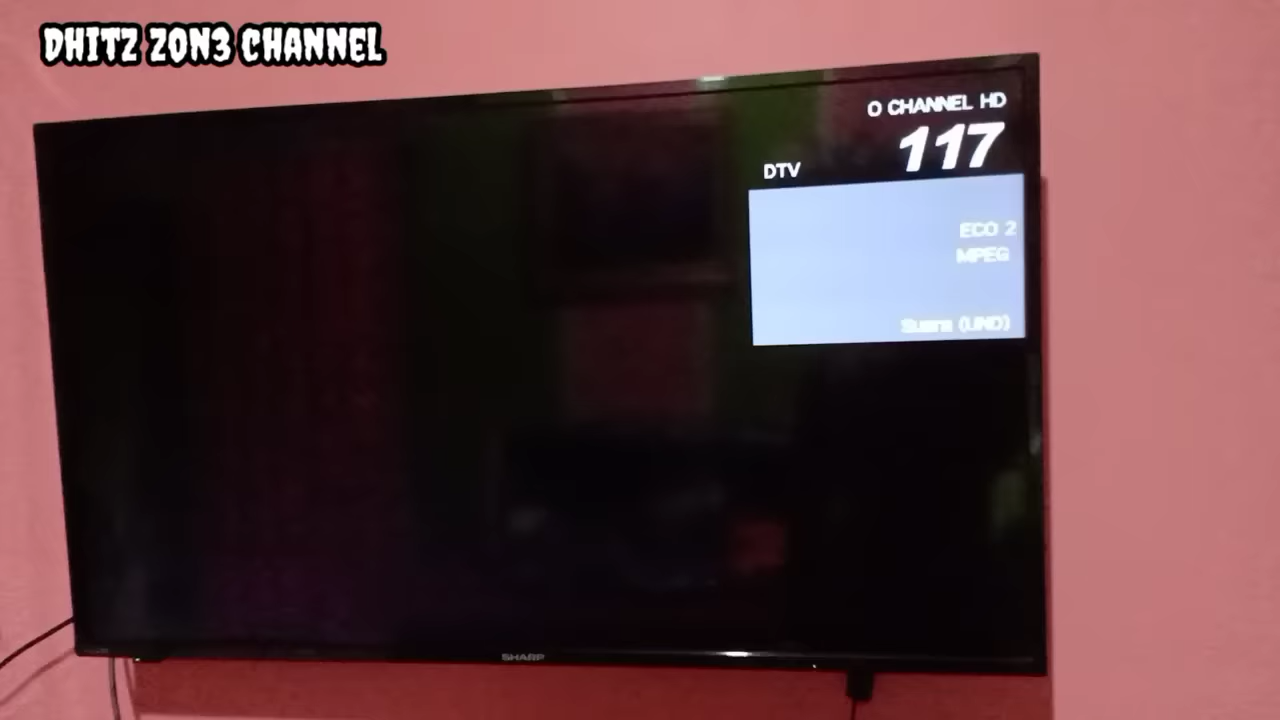 DHITZ ZON3 CHANNEL
O CHANNEL HD
117
DTV
ECO 2
MPEG
Suara (UND)
SHARP